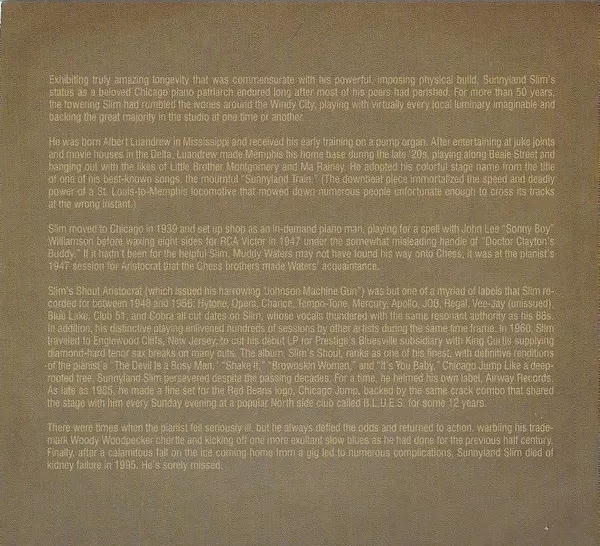 Exhibiting truly amazing longevity that was commensurate with his powerful, imposing physical build, Sunnyland Slim's
status as a beloved Chicago piano patriarch endured long after most of his peers had perished. For more than 50 years,
the towering Slim had rumbled the ivories around the Windy City, playing with virtually every local luminary imaginable and
backing the great majority in the studio at one time or another.
He was born Albert Luandrew in Mississippi and received his early training on a pump organ. After entertaining at juke joints
and movie houses in the Delta, Luandrew made Memphis his home base during the late '20s, playing along Beale Street and
hanging out with the likes of Little Brother Montgomery and Ma Rainey. He adopted his colorful stage name from the title
of one of his best-known songs, the mournful "Sunnyland Train." (The downbeat piece immortalized the speed and deadly
power of a St. Louis-to-Memphis locomotive that mowed down numerous people unfortunate enough to cross its tracks
at the wrong instant.)
Slim moved to Chicago in 1939 and set up shop as an in-demand piano man, playing for a spell with John Lee "Sonny Boy"
Williamson before waxing eight sides for RCA Victor in 1947 under the somewhat misleading handle of "Doctor Clayton's
Buddy." If it hadn't been for the helpful Slim, Muddy Waters may not have found his way onto Chess, it was at the pianist's
1947 session for Aristocrat that the Chess brothers made Waters' acquaintance.
Slim's Shout Aristocrat (which issued his harrowing "Johnson Machine Gun") was but one of a myriad of labels that Slim re-
corded for between 1948 and 1956: Hytone, Opera, Chance, Tempo-Tone, Mercury, Apollo, JOB, Regal, Vee-Jay (unissued),
Blue Lake, Club 51, and Cobra all cut dates on Slim, whose vocals thundered with the same resonant authority as his 88s.
In addition, his distinctive playing enlivened hundreds of sessions by other artists during the same time frame. In 1960, Slim
traveled to Englewood Cliffs, New Jersey, to cut his debut LP for Prestige's Bluesville subsidiary with King Curtis supplying
diamond-hard tenor sax breaks on many cuts. The album, Slim's Shout, ranks as one of his finest, with definitive renditions
of the pianist's "The Devil Is a Busy Man," "Shake It," "Brownskin Woman," and "It's You Baby." Chicago Jump Like a deep-
rooted tree, Sunnyland Slim persevered despite the passing decades. For a time, he helmed his own label, Airway Records.
As late as 1985, he made a fine set for the Red Beans logo, Chicago Jump, backed by the same crack combo that shared
the stage with him every Sunday evening at a popular North side club called B.L.U.E.S. for some 12 years.
There were times when the pianist fell seriously ill, but he always defied the odds and returned to action, warbling his trade-
mark Woody Woodpecker chortle and kicking off one more exultant slow blues as he had done for the previous half century.
Finally, after a calamitous fall on the ice coming home from a gig led to numerous complications, Sunnyland Slim died of
kidney failure in 1995. He's sorely missed.